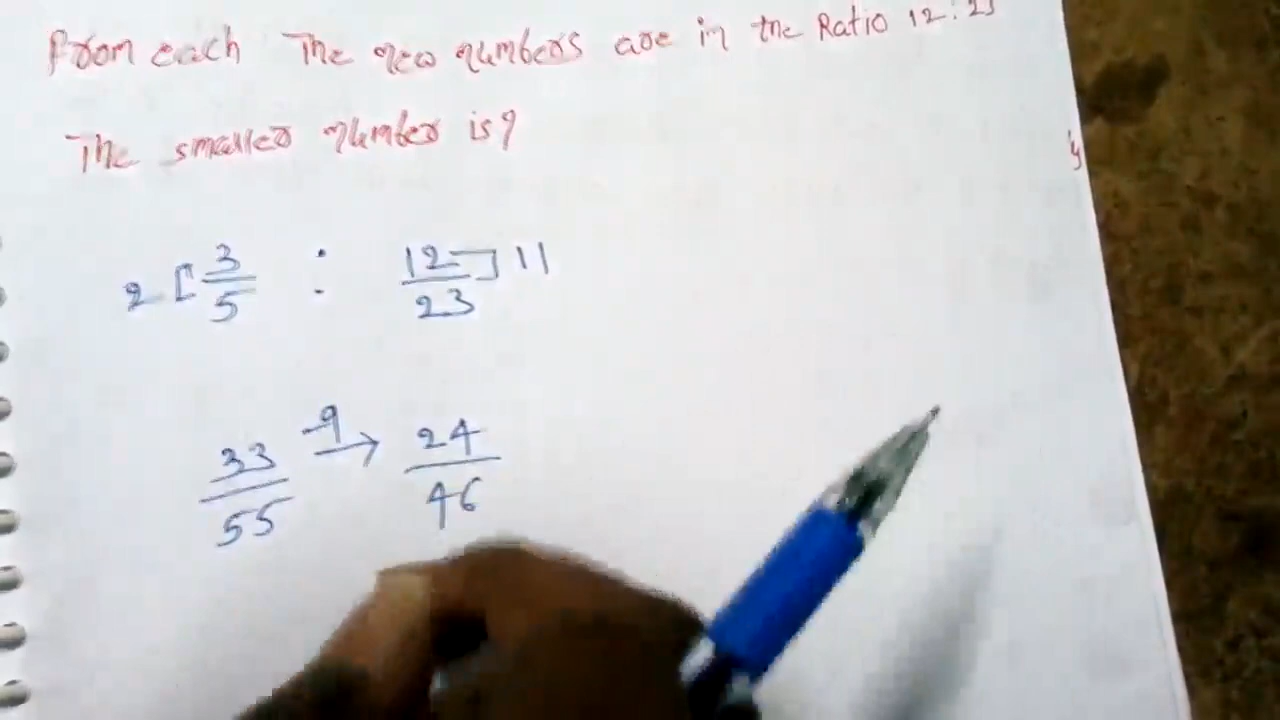 From each The new numbers are in the Ratio 12:23
The smaller number is?
2 [ 3/5 : 12/23 ] 11
33/55 -9→ 24/46